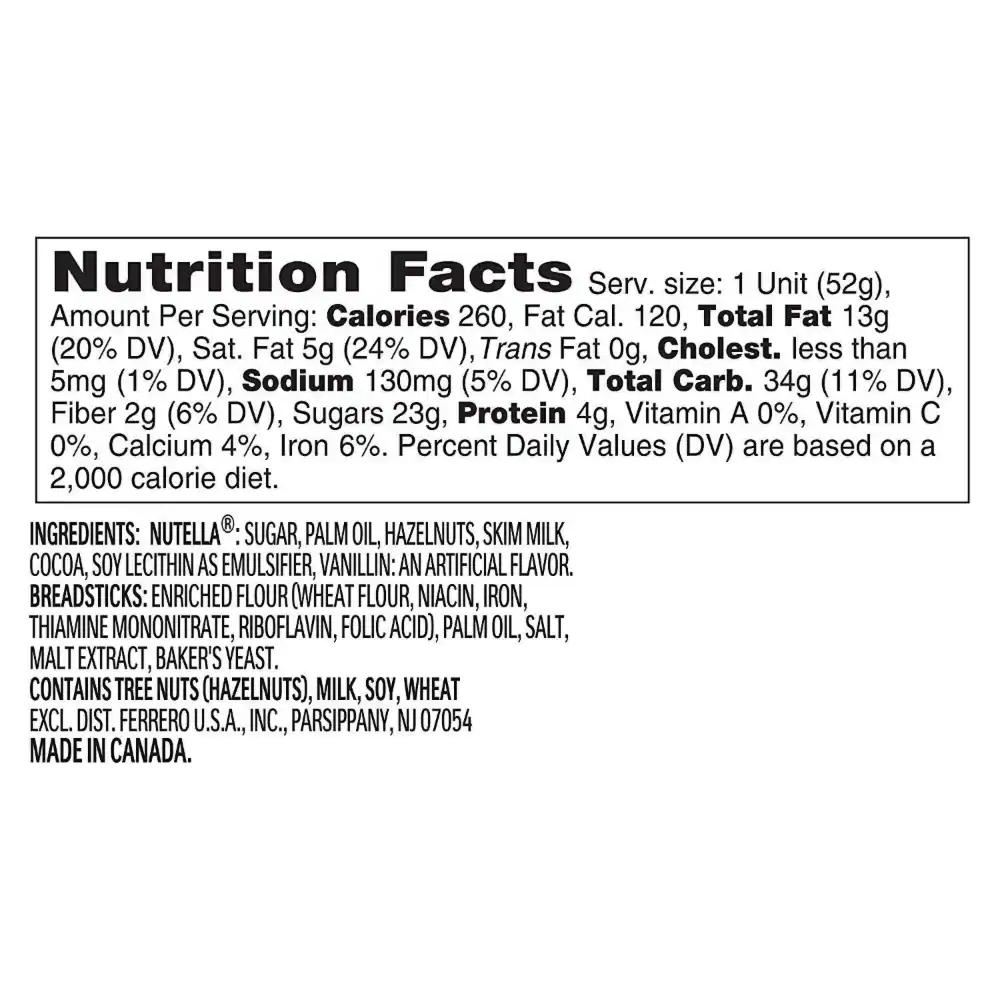 Nutrition Facts Serv. size: 1 Unit (52g),
Amount Per Serving: Calories 260, Fat Cal. 120, Total Fat 13g
(20% DV), Sat. Fat 5g (24% DV), Trans Fat 0g, Cholest. less than
5mg (1% DV), Sodium 130mg (5% DV), Total Carb. 34g (11% DV),
Fiber 2g (6% DV), Sugars 23g, Protein 4g, Vitamin A 0%, Vitamin C
0%, Calcium 4%, Iron 6%. Percent Daily Values (DV) are based on a
2,000 calorie diet.
INGREDIENTS: NUTELLA®: SUGAR, PALM OIL, HAZELNUTS, SKIM MILK,
COCOA, SOY LECITHIN AS EMULSIFIER, VANILLIN: AN ARTIFICIAL FLAVOR.
BREADSTICKS: ENRICHED FLOUR (WHEAT FLOUR, NIACIN, IRON,
THIAMINE MONONITRATE, RIBOFLAVIN, FOLIC ACID), PALM OIL, SALT,
MALT EXTRACT, BAKER'S YEAST.
CONTAINS TREE NUTS (HAZELNUTS), MILK, SOY, WHEAT
EXCL. DIST. FERRERO U.S.A., INC., PARSIPPANY, NJ 07054
MADE IN CANADA.